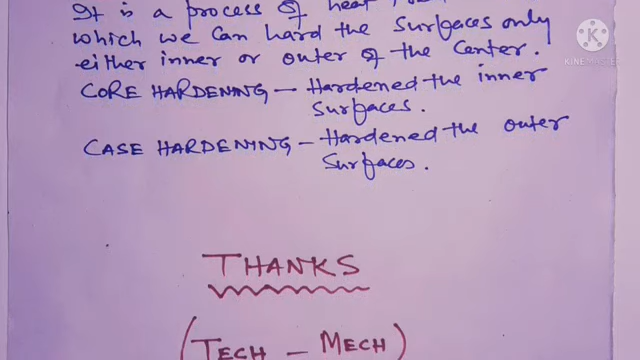 It is a process of heat
which we can hard the surfaces only
either inner or outer of the center.
CORE HARDENING — Hardened the inner
surfaces.
CASE HARDENING — Hardened the outer
surfaces.
THANKS
(TECH - MECH)
KINEMASTER